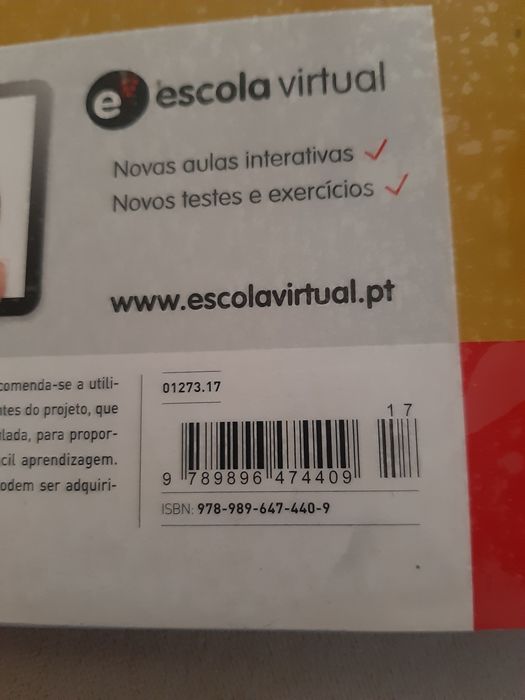 e escola virtual
Novas aulas interativas
Novos testes e exercícios
www.escolavirtual.pt
comenda-se a utili-
ntes do projeto, que
lada, para propor-
cil aprendizagem.
odem ser adquiri-
01273.17
17
9 789896 474409
ISBN: 978-989-647-440-9